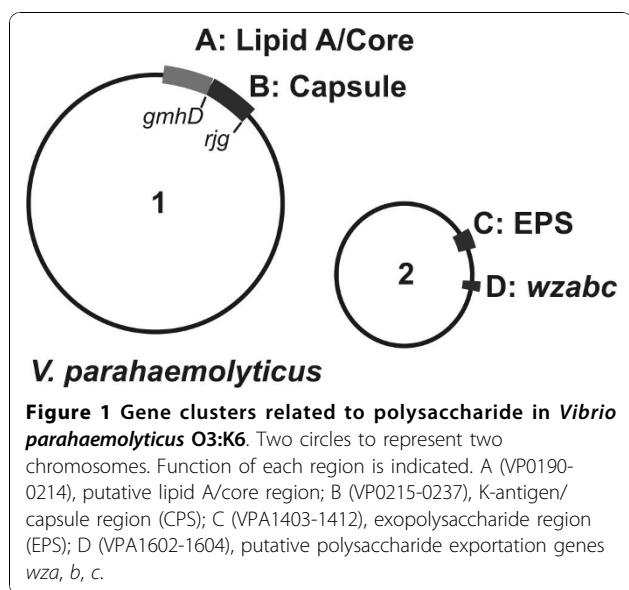 A: Lipid A/Core
B: Capsule
gmhD
rjg
1
C: EPS
2
D: wzabc
V. parahaemolyticus
Figure 1 Gene clusters related to polysaccharide in Vibrio
parahaemolyticus O3:K6. Two circles to represent two
chromosomes. Function of each region is indicated. A (VP0190-
0214), putative lipid A/core region; B (VP0215-0237), K-antigen/
capsule region (CPS); C (VPA1403-1412), exopolysaccharide region
(EPS); D (VPA1602-1604), putative polysaccharide exportation genes
wza, b, c.